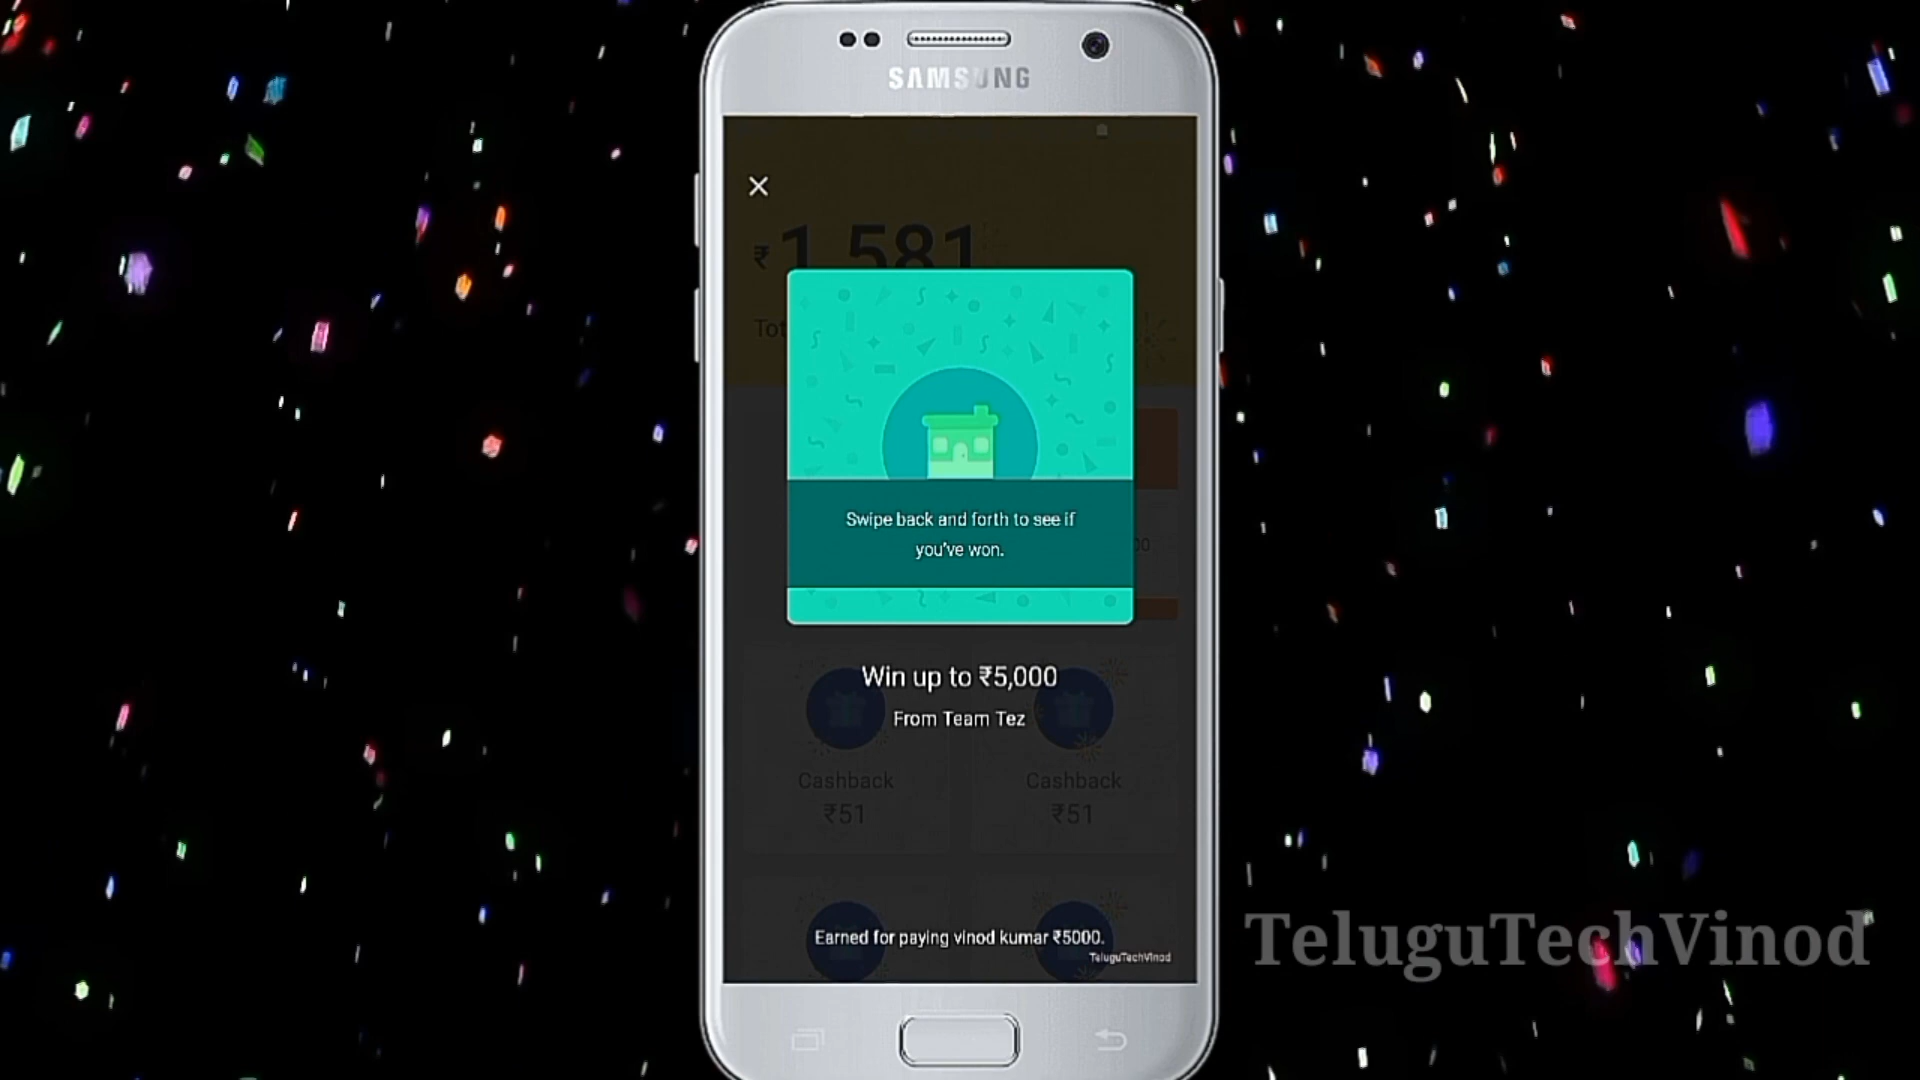 SAMSUNG
₹1,581
Tot
Swipe back and forth to see if
you've won.
Win up to ₹5,000
From Team Tez
Cashback
₹51
Cashback
₹51
Earned for paying vinod kumar ₹5000.
TeluguTechVinod
TeluguTechVinod